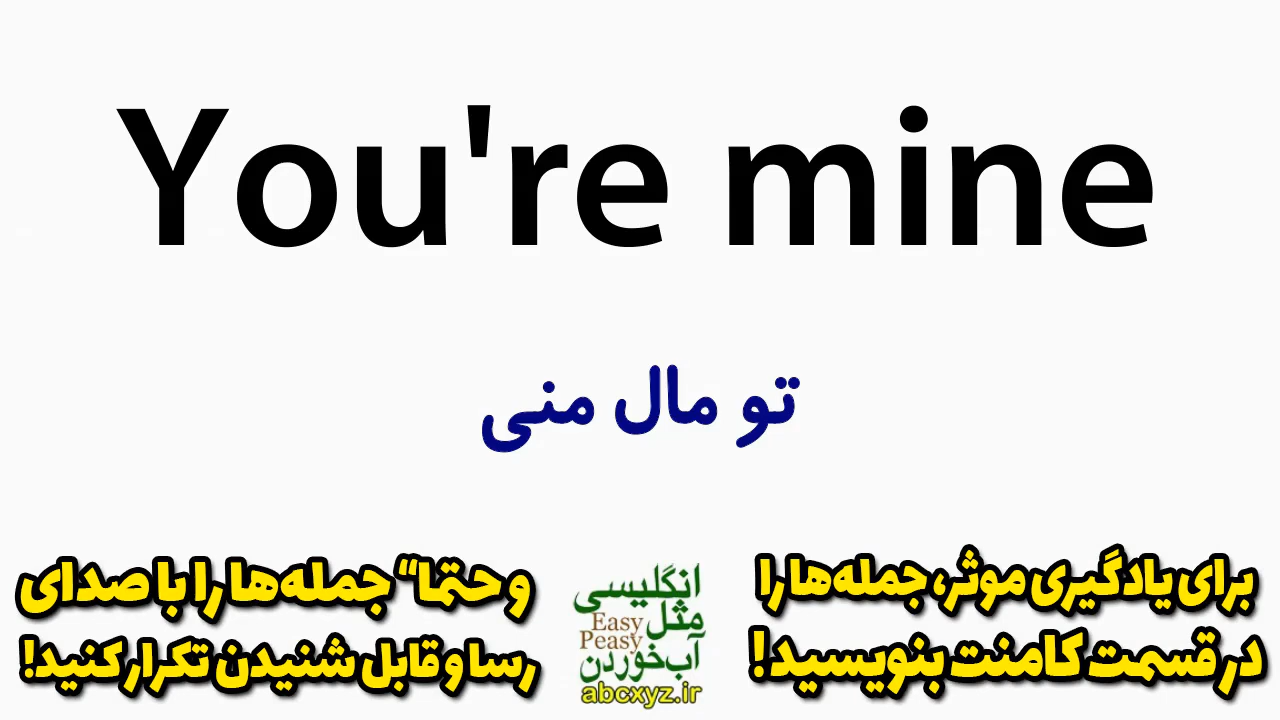 You're mine
تو مال منی
برای یادگیری موثر، جمله‌ها را
در قسمت کامنت بنویسید!
انگلیسی
مثل
Easy
Peasy
آب خوردن
abcxyz.ir
و حتما“ جمله‌ها را با صدای
رسا و قابل شنیدن تکرار کنید!